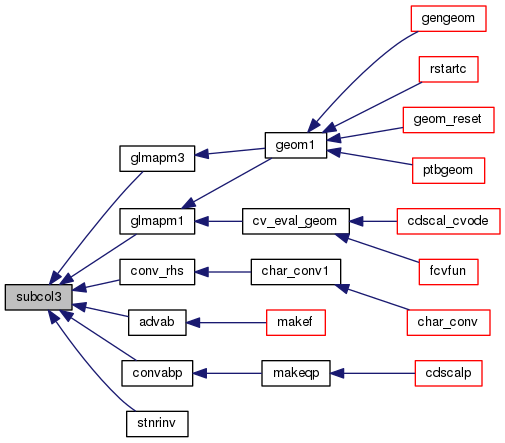 gengeom
rstartc
geom_reset
geom1
glmapm3
ptbgeom
glmapm1
cv_eval_geom
cdscal_cvode
conv_rhs
char_conv1
fcvfun
subcol3
advab
makef
char_conv
convabp
makeqp
cdscalp
stnrinv